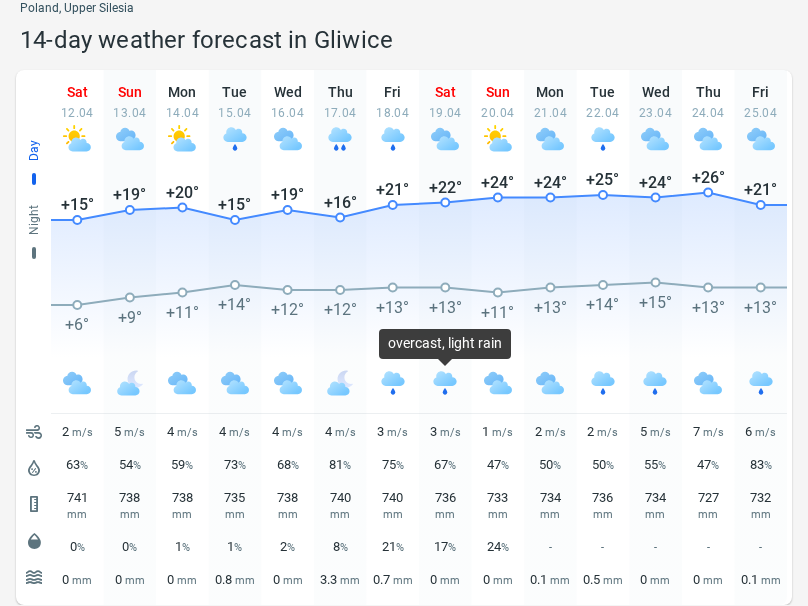 Poland, Upper Silesia
14-day weather forecast in Gliwice
Sat Sun Mon Tue Wed Thu Fri Sat Sun Mon Tue Wed Thu Fri
12.04 13.04 14.04 15.04 16.04 17.04 18.04 19.04 20.04 21.04 22.04 23.04 24.04 25.04
Day
+15° +19° +20° +15° +19° +16° +21° +22° +24° +24° +25° +24° +26° +21°
Night
+6° +9° +11° +14° +12° +12° +13° +13° +11° +13° +14° +15° +13° +13°
overcast, light rain
2 m/s 5 m/s 4 m/s 4 m/s 4 m/s 4 m/s 3 m/s 3 m/s 1 m/s 2 m/s 2 m/s 5 m/s 7 m/s 6 m/s
63% 54% 59% 73% 68% 81% 75% 67% 47% 50% 50% 55% 47% 83%
741 738 738 735 738 740 740 736 733 734 736 734 727 732
mm mm mm mm mm mm mm mm mm mm mm mm mm mm
0% 0% 1% 1% 2% 8% 21% 17% 24% - - - - -
0 mm 0 mm 0 mm 0.8 mm 0 mm 3.3 mm 0.7 mm 0 mm 0 mm 0.1 mm 0.5 mm 0 mm 0 mm 0.1 mm